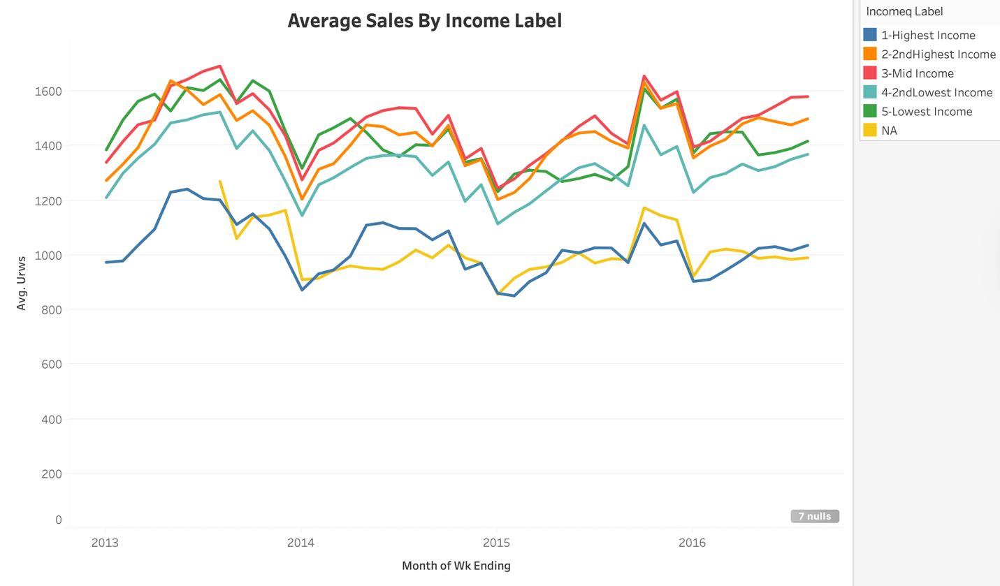 Average Sales By Income Label
Incomeq Label
1-Highest Income
2-2ndHighest Income
3-Mid Income
4-2ndLowest Income
5-Lowest Income
NA
Avg. Urws
1600
1400
1200
1000
800
600
400
200
0
7 nulls
2013 2014 2015 2016
Month of Wk Ending